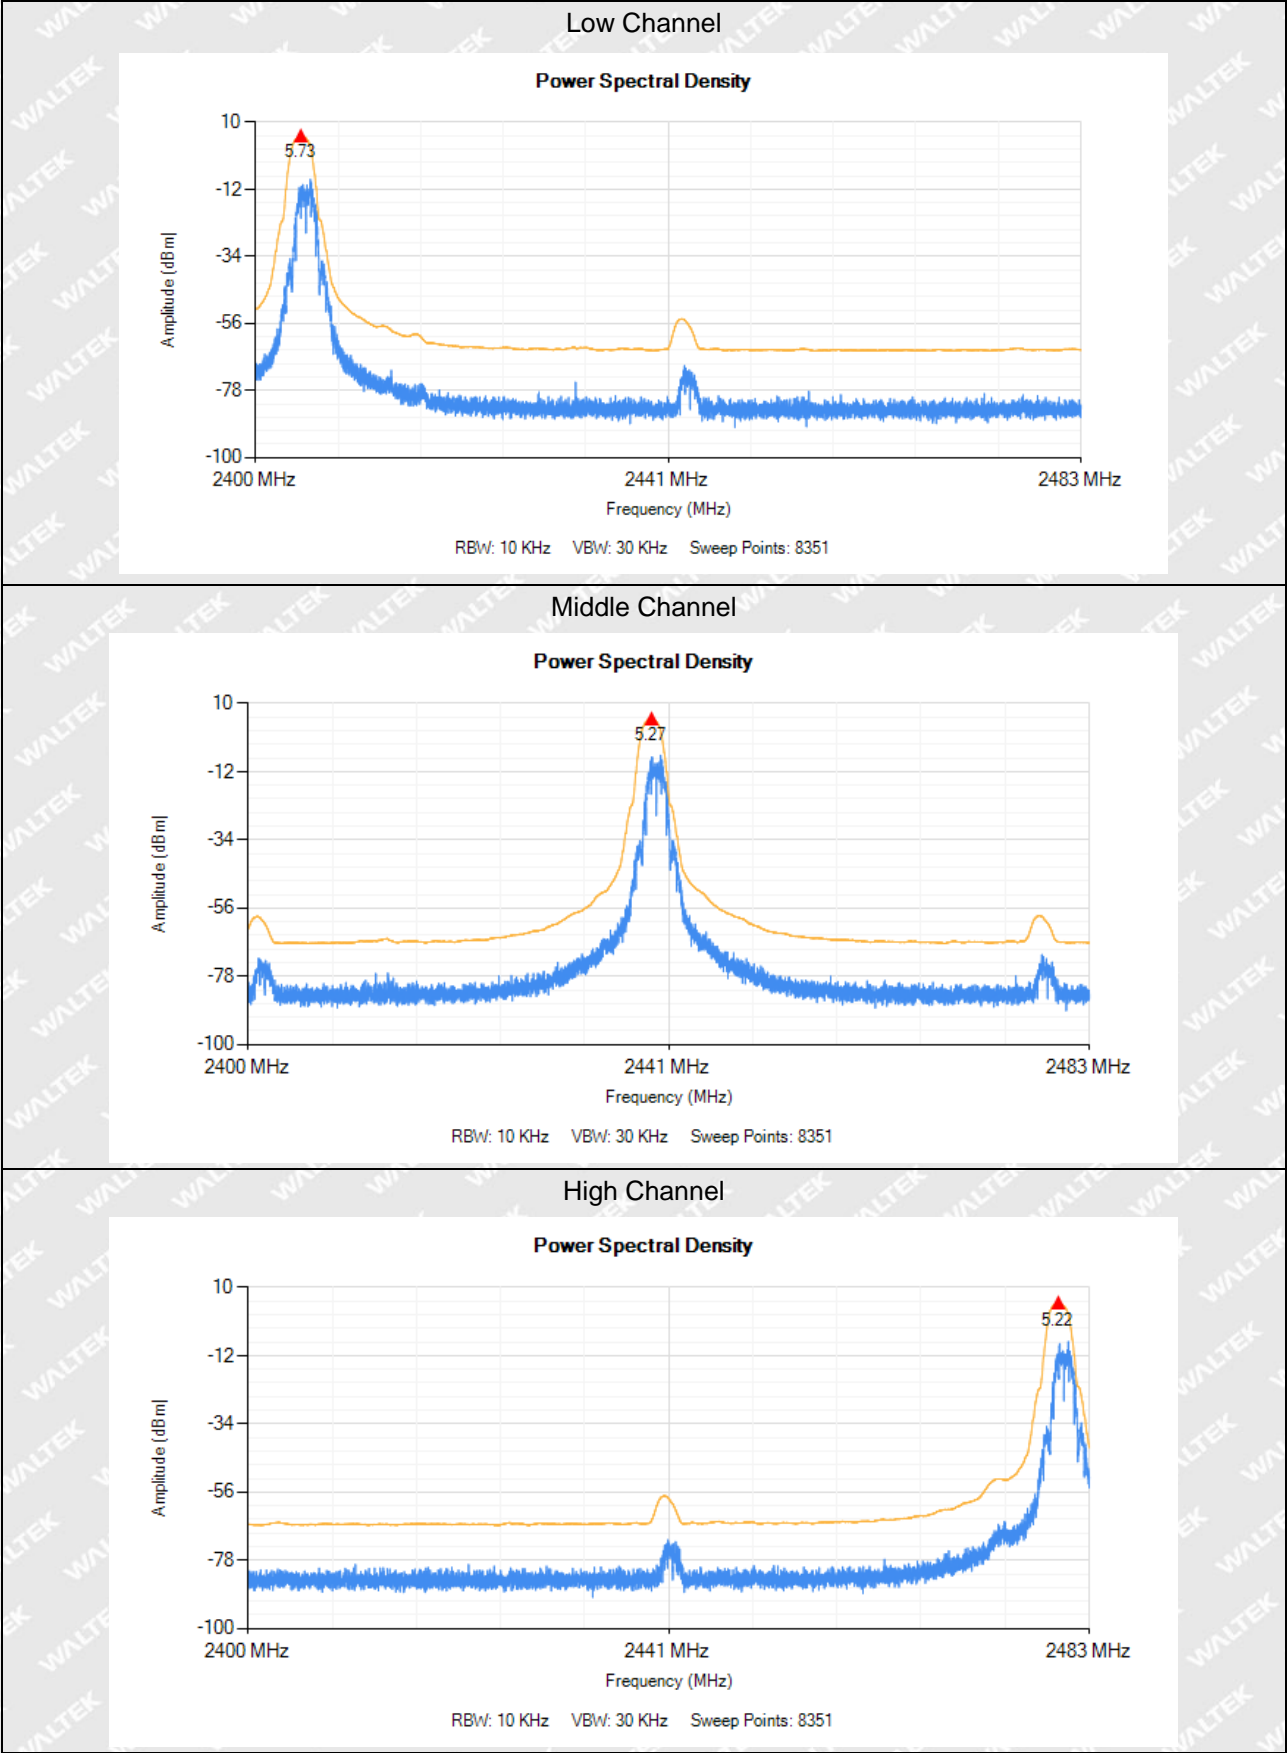 Low Channel
Power Spectral Density
10
5.73
-12
-34
-56
-78
-100
Amplitude (dBm)
2400 MHz 2441 MHz 2483 MHz
Frequency (MHz)
RBW: 10 KHz VBW: 30 KHz Sweep Points: 8351
Middle Channel
Power Spectral Density
10
5.27
-12
-34
-56
-78
-100
Amplitude (dBm)
2400 MHz 2441 MHz 2483 MHz
Frequency (MHz)
RBW: 10 KHz VBW: 30 KHz Sweep Points: 8351
High Channel
Power Spectral Density
10
5.22
-12
-34
-56
-78
-100
Amplitude (dBm)
2400 MHz 2441 MHz 2483 MHz
Frequency (MHz)
RBW: 10 KHz VBW: 30 KHz Sweep Points: 8351
WALTEK